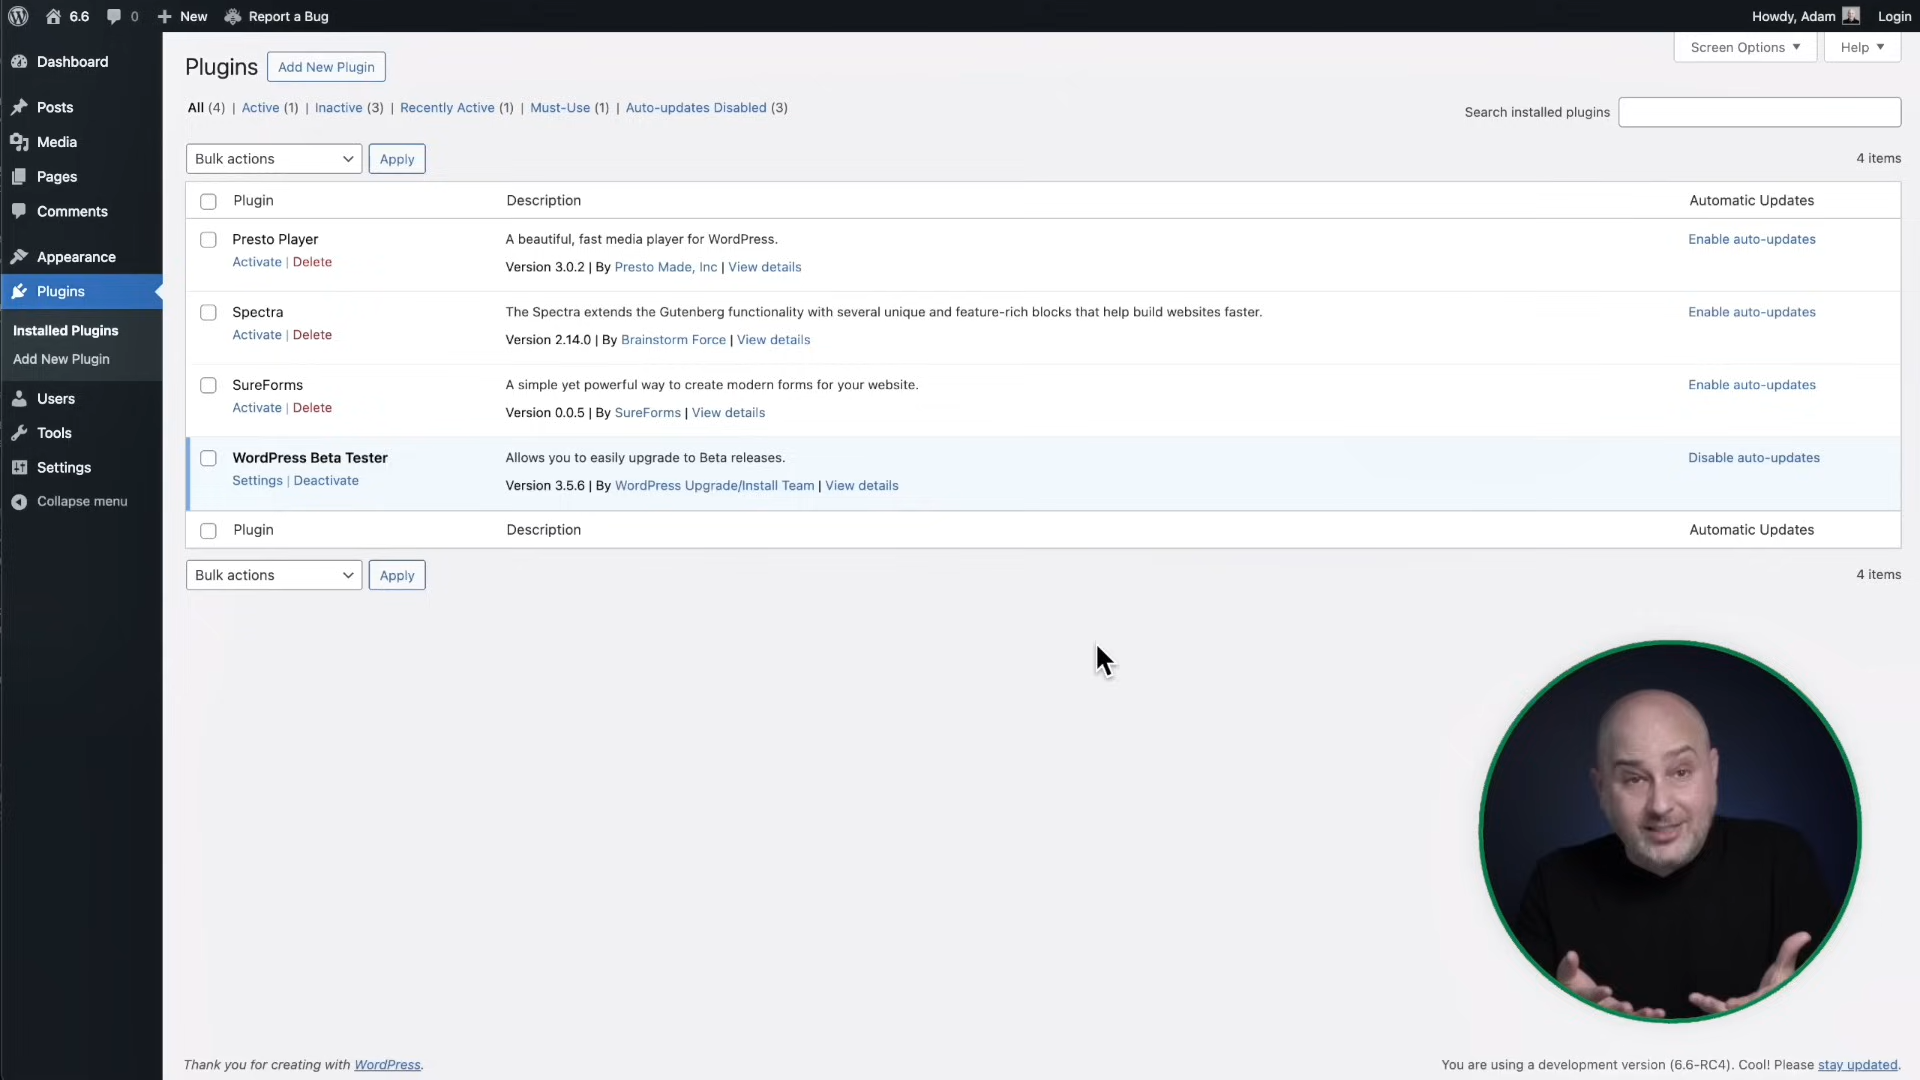 6.6 0 New Report a Bug Howdy, Adam Login
Dashboard
Posts
Media
Pages
Comments
Appearance
Plugins
Installed Plugins
Add New Plugin
Users
Tools
Settings
Collapse menu
Screen Options Help
Plugins Add New Plugin
All (4) | Active (1) | Inactive (3) | Recently Active (1) | Must-Use (1) | Auto-updates Disabled (3)
Search installed plugins
Bulk actions Apply 4 items
Plugin Description Automatic Updates
Presto Player A beautiful, fast media player for WordPress. Enable auto-updates
Activate | Delete Version 3.0.2 | By Presto Made, Inc | View details
Spectra The Spectra extends the Gutenberg functionality with several unique and feature-rich blocks that help build websites faster. Enable auto-updates
Activate | Delete Version 2.14.0 | By Brainstorm Force | View details
SureForms A simple yet powerful way to create modern forms for your website. Enable auto-updates
Activate | Delete Version 0.0.5 | By SureForms | View details
WordPress Beta Tester Allows you to easily upgrade to Beta releases. Disable auto-updates
Settings | Deactivate Version 3.5.6 | By WordPress Upgrade/Install Team | View details
Plugin Description Automatic Updates
Bulk actions Apply 4 items
Thank you for creating with WordPress. You are using a development version (6.6-RC4). Cool! Please stay updated.